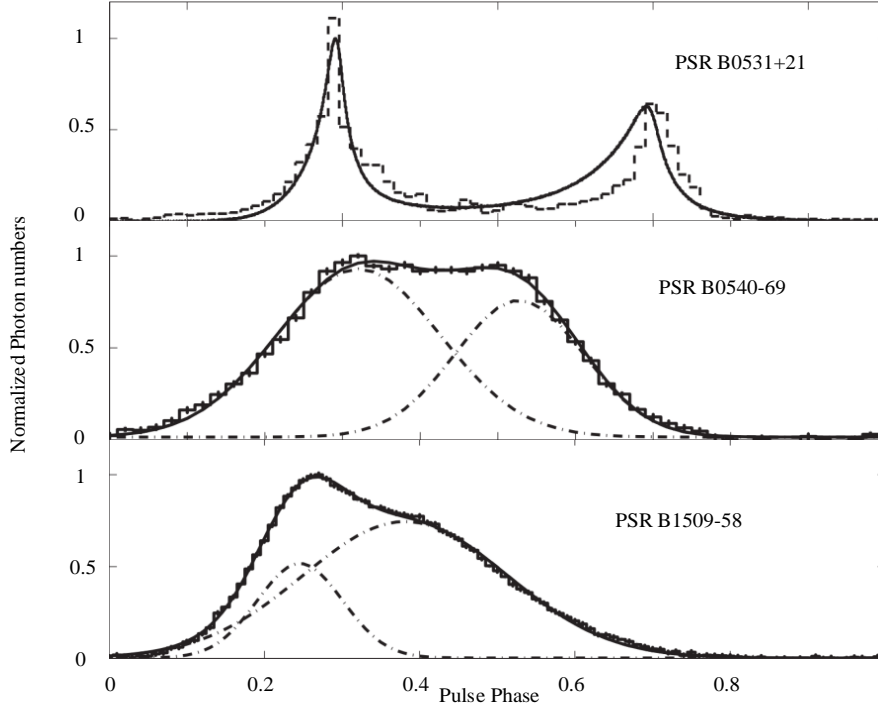 1
PSR B0531+21
0.5
0
1
PSR B0540-69
0.5
0
1
PSR B1509-58
0.5
0
0 0.2 0.4 0.6 0.8
Pulse Phase
Normalized Photon numbers